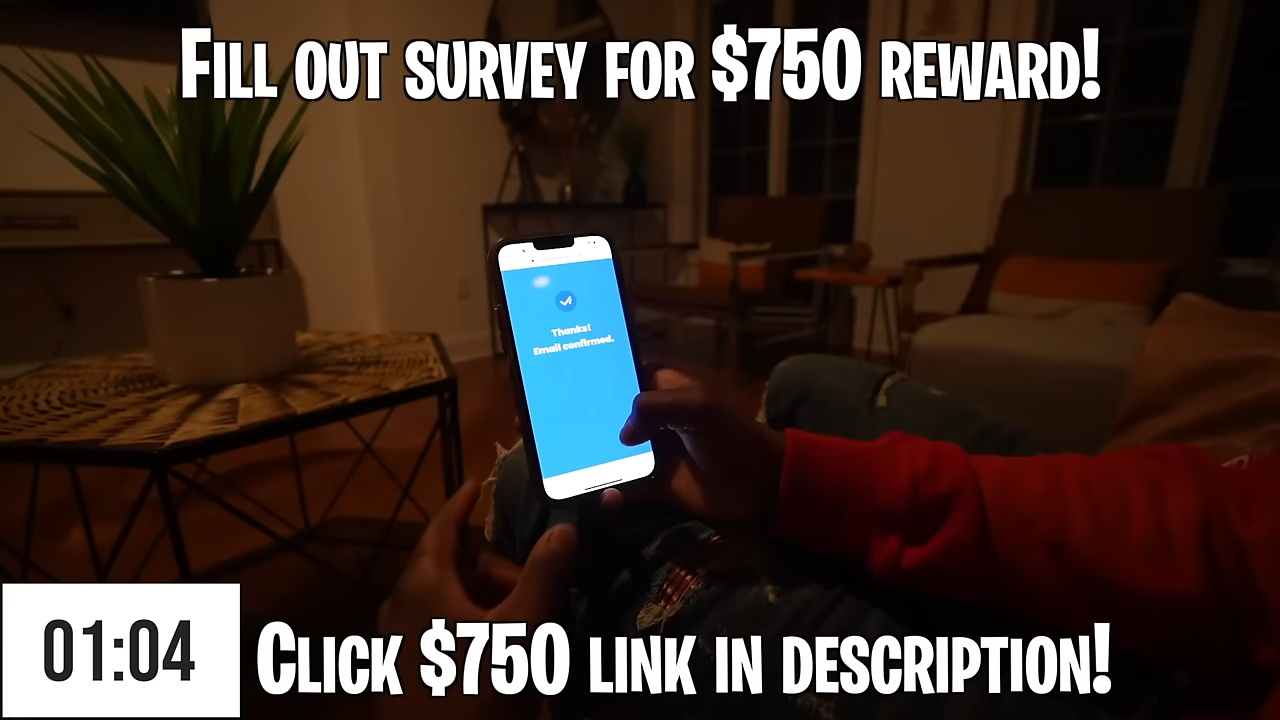 Fill out survey for $750 reward!
Thanks!
Email confirmed.
01:04
Click $750 link in description!